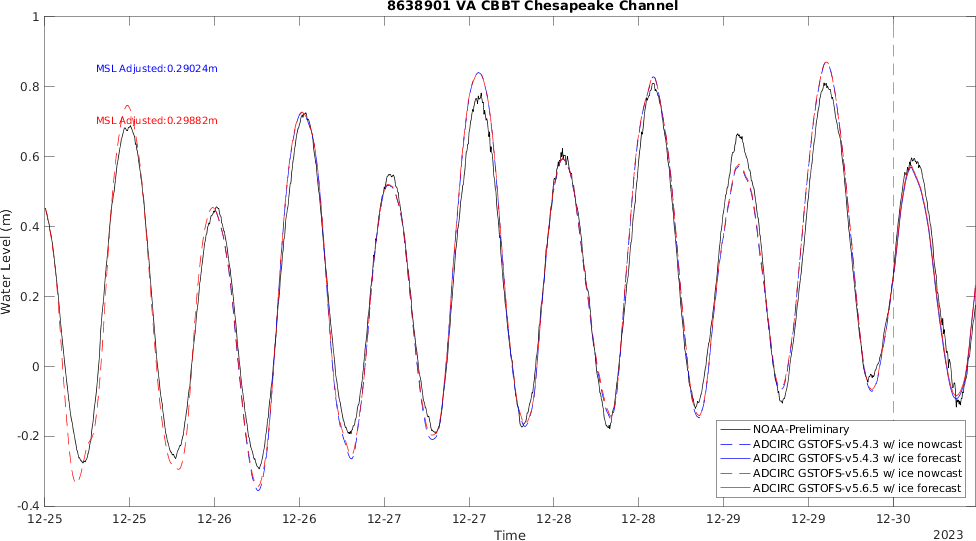 8638901 VA CBBT Chesapeake Channel
MSL Adjusted:0.29024m
MSL Adjusted:0.29882m
Water Level (m)
1
0.8
0.6
0.4
0.2
0
-0.2
-0.4
NOAA-Preliminary
ADCIRC GSTOFS-v5.4.3 w/ ice nowcast
ADCIRC GSTOFS-v5.4.3 w/ ice forecast
ADCIRC GSTOFS-v5.6.5 w/ ice nowcast
ADCIRC GSTOFS-v5.6.5 w/ ice forecast
12-25 12-25 12-26 12-26 12-27 12-27 12-28 12-28 12-29 12-29 12-30
Time
2023